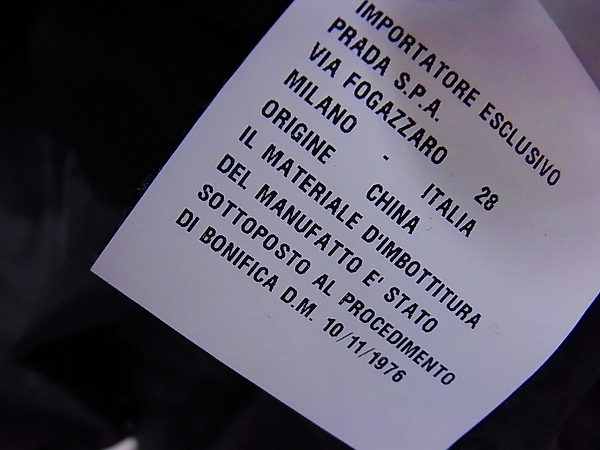 IMPORTATORE ESCLUSIVO
PRADA S.P.A.
VIA FOGAZZARO 28
MILANO - ITALIA
ORIGINE CHINA
IL MATERIALE D'IMBOTTITURA
DEL MANUFATTO E' STATO
SOTTOPOSTO AL PROCEDIMENTO
DI BONIFICA D.M. 10/11/1976